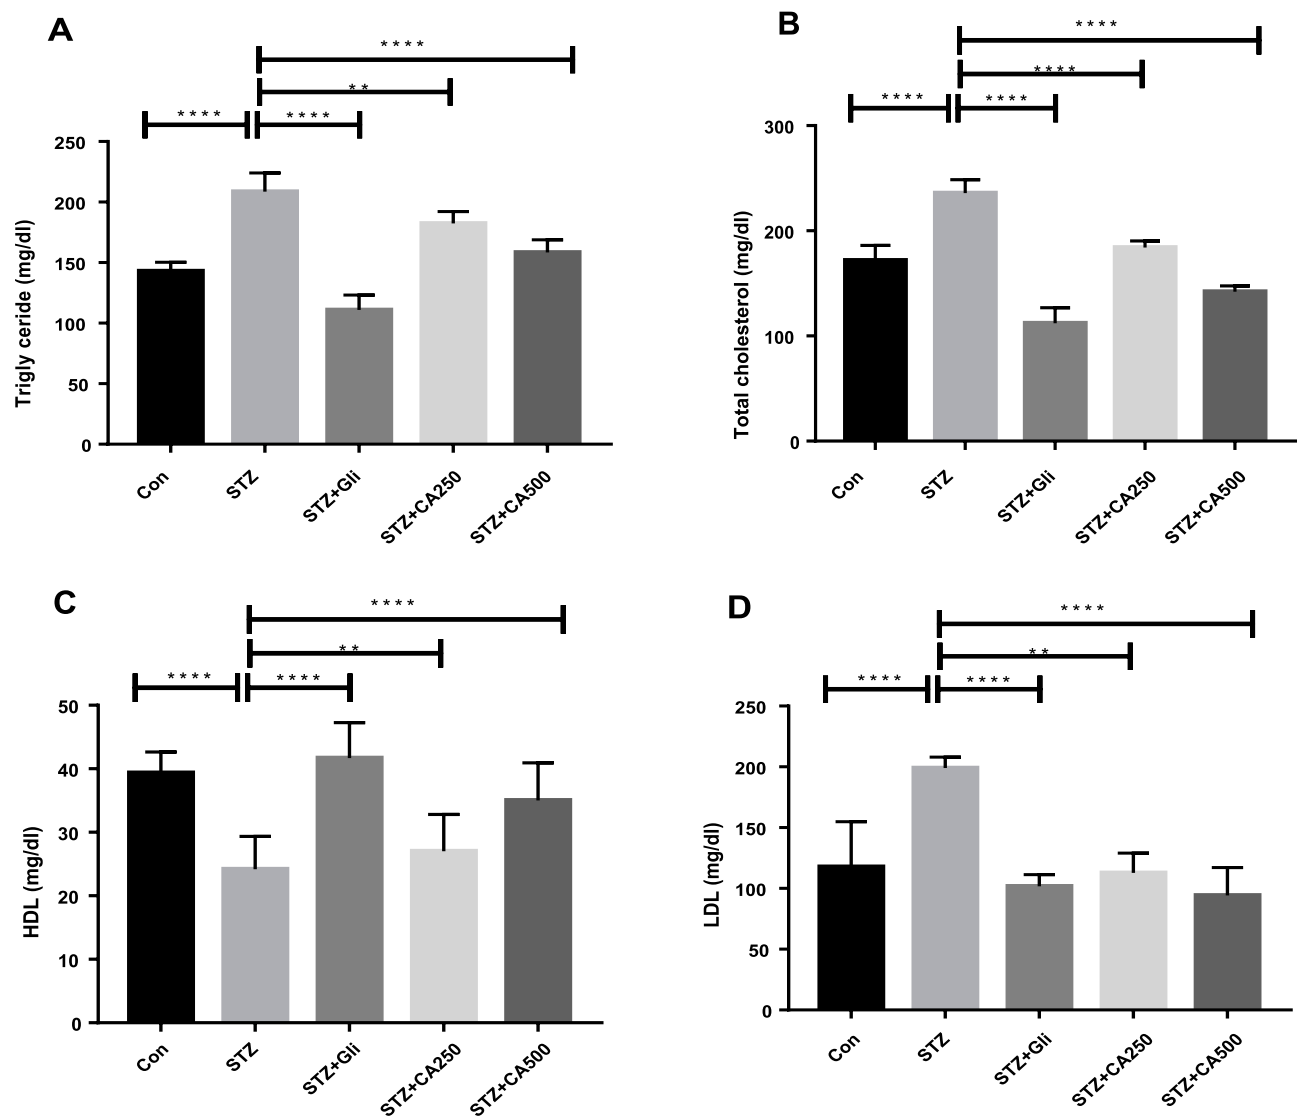 A
****
**
**** ****
250
200
150
100
50
0
Trigly ceride (mg/dl)
Con
STZ
STZ+Gli
STZ+CA250
STZ+CA500
B
****
****
**** ****
300
200
100
0
Total cholesterol (mg/dl)
Con
STZ
STZ+Gli
STZ+CA250
STZ+CA500
C
****
**
**** ****
50
40
30
20
10
0
HDL (mg/dl)
Con
STZ
STZ+Gli
STZ+CA250
STZ+CA500
D
****
**
**** ****
250
200
150
100
50
0
LDL (mg/dl)
Con
STZ
STZ+Gli
STZ+CA250
STZ+CA500